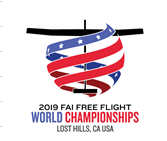 2019 FAI FREE FLIGHT
WORLD CHAMPIONSHIPS
LOST HILLS, CA USA